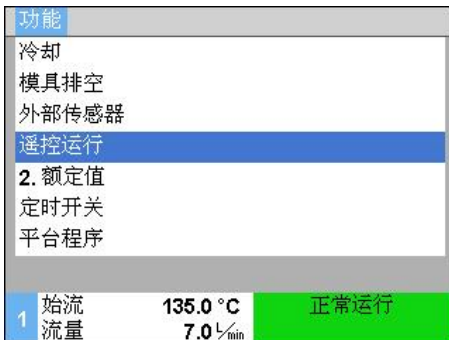 功能
冷却
模具排空
外部传感器
遥控运行
2. 额定值
定时开关
平台程序
1 始流 135.0 °C 正常运行
流量 7.0 L/min